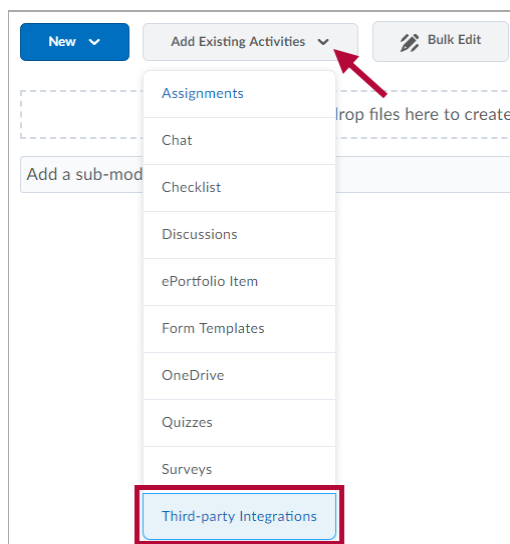 New
Add Existing Activities
Bulk Edit
Assignments
drop files here to create
Chat
Add a sub-mod
Checklist
Discussions
ePortfolio Item
Form Templates
OneDrive
Quizzes
Surveys
Third-party Integrations